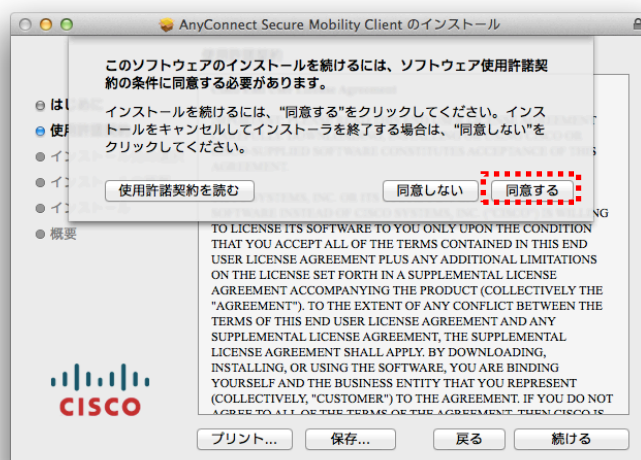 AnyConnect Secure Mobility Client のインストール
このソフトウェアのインストールを続けるには、ソフトウェア使用許諾契
約の条件に同意する必要があります。
インストールを続けるには、"同意する"をクリックしてください。インス
トールをキャンセルしてインストーラを終了する場合は、"同意しない"を
クリックしてください。
使用許諾契約を読む
同意しない
同意する
概要
TO LICENSE ITS SOFTWARE TO YOU ONLY UPON THE CONDITION
THAT YOU ACCEPT ALL OF THE TERMS CONTAINED IN THIS END
USER LICENSE AGREEMENT PLUS ANY ADDITIONAL LIMITATIONS
ON THE LICENSE SET FORTH IN A SUPPLEMENTAL LICENSE
AGREEMENT ACCOMPANYING THE PRODUCT (COLLECTIVELY THE
"AGREEMENT"). TO THE EXTENT OF ANY CONFLICT BETWEEN THE
TERMS OF THIS END USER LICENSE AGREEMENT AND ANY
SUPPLEMENTAL LICENSE AGREEMENT, THE SUPPLEMENTAL
LICENSE AGREEMENT SHALL APPLY. BY DOWNLOADING,
INSTALLING, OR USING THE SOFTWARE, YOU ARE BINDING
YOURSELF AND THE BUSINESS ENTITY THAT YOU REPRESENT
(COLLECTIVELY, "CUSTOMER") TO THE AGREEMENT. IF YOU DO NOT
AGREE TO ALL OF THE TERMS OF THE AGREEMENT, THEN CISCO IS
CISCO
プリント...
保存...
戻る
続ける